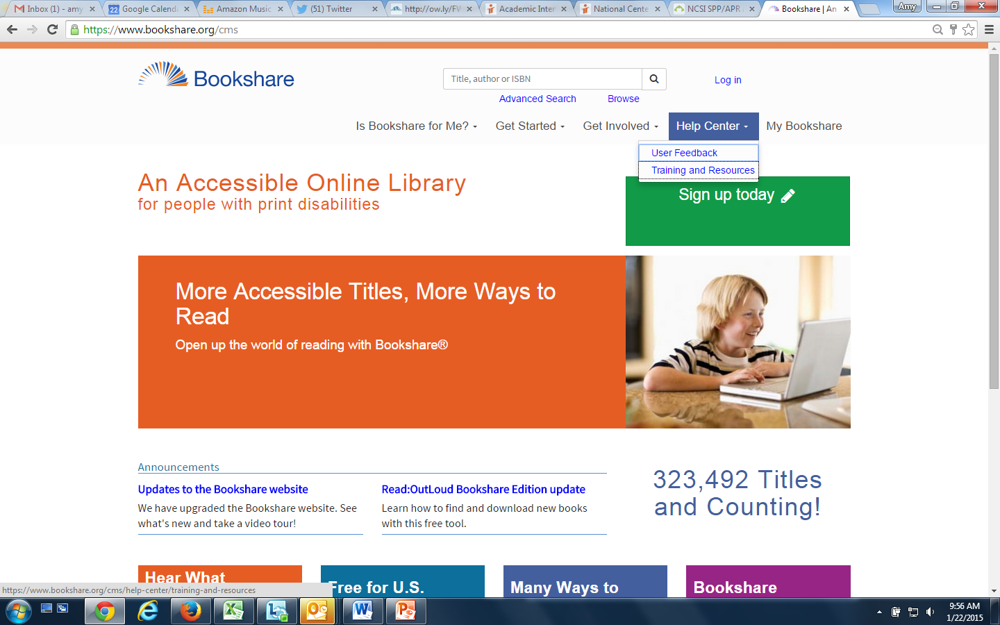 Inbox (1) - amy
Google Calend
Amazon Music
(51) Twitter
http://ow.ly/FW
Academic Inter
National Cente
NCSI SPP/APR
Bookshare | An
Amy
https://www.bookshare.org/cms
Bookshare
Title, author or ISBN
Log in
Advanced Search
Browse
Is Bookshare for Me?
Get Started
Get Involved
Help Center
My Bookshare
User Feedback
Training and Resources
An Accessible Online Library
for people with print disabilities
Sign up today
More Accessible Titles, More Ways to
Read
Open up the world of reading with Bookshare®
Announcements
Updates to the Bookshare website
We have upgraded the Bookshare website. See
what's new and take a video tour!
Read:OutLoud Bookshare Edition update
Learn how to find and download new books
with this free tool.
323,492 Titles
and Counting!
Hear What
Free for U.S.
Many Ways to
Bookshare
https://www.bookshare.org/cms/help-center/training-and-resources
9:56 AM
1/22/2015